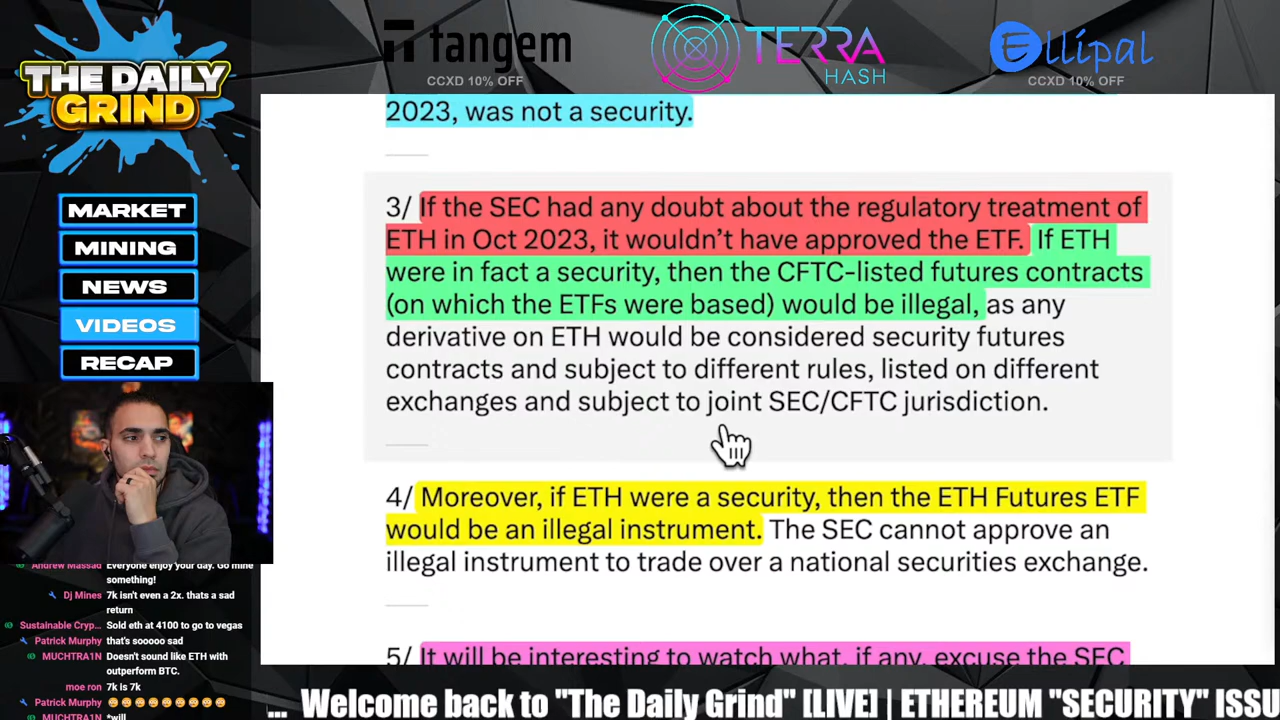 tangem
CCXD 10% OFF
TERRA
HASH
Ellipal
CCXD 10% OFF
THE DAILY
GRIND
MARKET
MINING
NEWS
VIDEOS
RECAP
2023, was not a security.
3/ If the SEC had any doubt about the regulatory treatment of
ETH in Oct 2023, it wouldn’t have approved the ETF. If ETH
were in fact a security, then the CFTC-listed futures contracts
(on which the ETFs were based) would be illegal, as any
derivative on ETH would be considered security futures
contracts and subject to different rules, listed on different
exchanges and subject to joint SEC/CFTC jurisdiction.
4/ Moreover, if ETH were a security, then the ETH Futures ETF
would be an illegal instrument. The SEC cannot approve an
illegal instrument to trade over a national securities exchange.
5/ It will be interesting to watch what, if any, excuse the SEC
Andrew Massad Everyone enjoy your day. Go mine
something!
Dj Mines 7k isn't even a 2x. thats a sad
return
Sustainable Cryp... Sold eth at 4100 to go to vegas
Patrick Murphy that's sooooo sad
MUCHTRA1N Doesn't sound like ETH with
outperform BTC.
moe ron 7k is 7k
Patrick Murphy
MUCHTRA1N *will
... Welcome back to "The Daily Grind" [LIVE] | ETHEREUM "SECURITY" ISSU